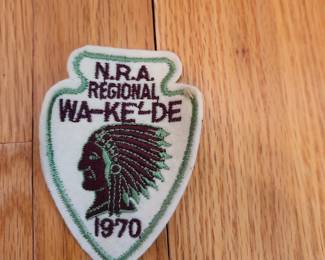 N.R.A.
REGIONAL
WA-KE'-DE
1970